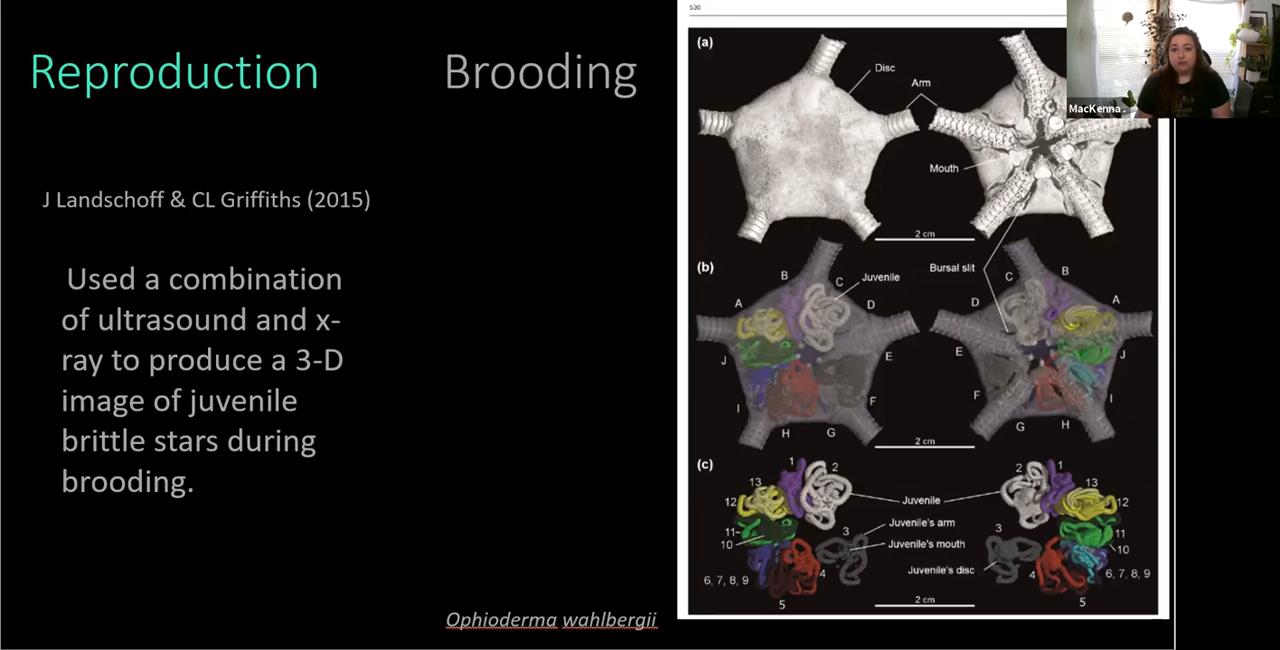 Reproduction
Brooding
J Landschoff & CL Griffiths (2015)
Used a combination
of ultrasound and x-
ray to produce a 3-D
image of juvenile
brittle stars during
brooding.
Ophioderma wahlbergii
536
(a)
Disc
Arm
Mouth
2 cm
2 cm
(b)
Bursal slit
B
C
Juvenile
A
D
J
E
I
F
H
G
C
B
D
A
E
J
F
I
G
H
2 cm
(c)
1
2
13
12
11
10
3
4
6, 7, 8, 9
5
Juvenile
Juvenile's arm
Juvenile's mouth
Juvenile's disc
2
1
13
12
3
11
10
4
6, 7, 8, 9
5
2 cm
MacKenna